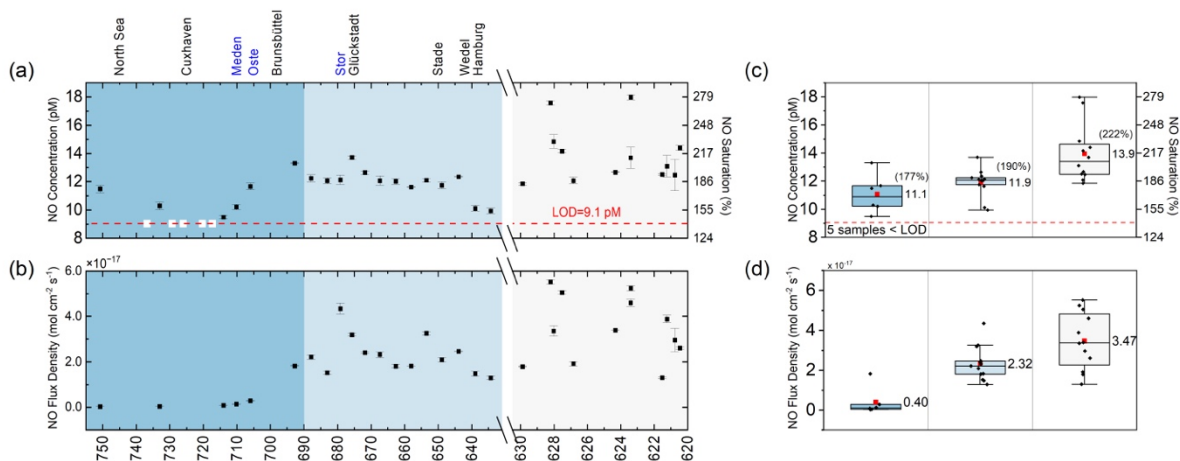 North Sea
Cuxhaven
Meden
Oste
Brunsbüttel
Stor
Glückstadt
Stade
Wedel
Hamburg
(a)
NO Concentration (pM)
18
16
14
12
10
8
LOD=9.1 pM
279
248
217
186
155
124
NO Saturation (%)
(b)
NO Flux Density (mol cm⁻² s⁻¹)
×10⁻¹⁷
6.0
4.0
2.0
0.0
750
740
730
720
710
700
690
680
670
660
650
640
630
628
626
624
622
620
(c)
NO Concentration (pM)
18
16
14
12
10
8
(177%)
11.1
(190%)
11.9
(222%)
13.9
5 samples < LOD
279
248
217
186
155
124
NO Saturation (%)
(d)
NO Flux Density (mol cm⁻² s⁻¹)
x 10⁻¹⁷
6
4
2
0
0.40
2.32
3.47